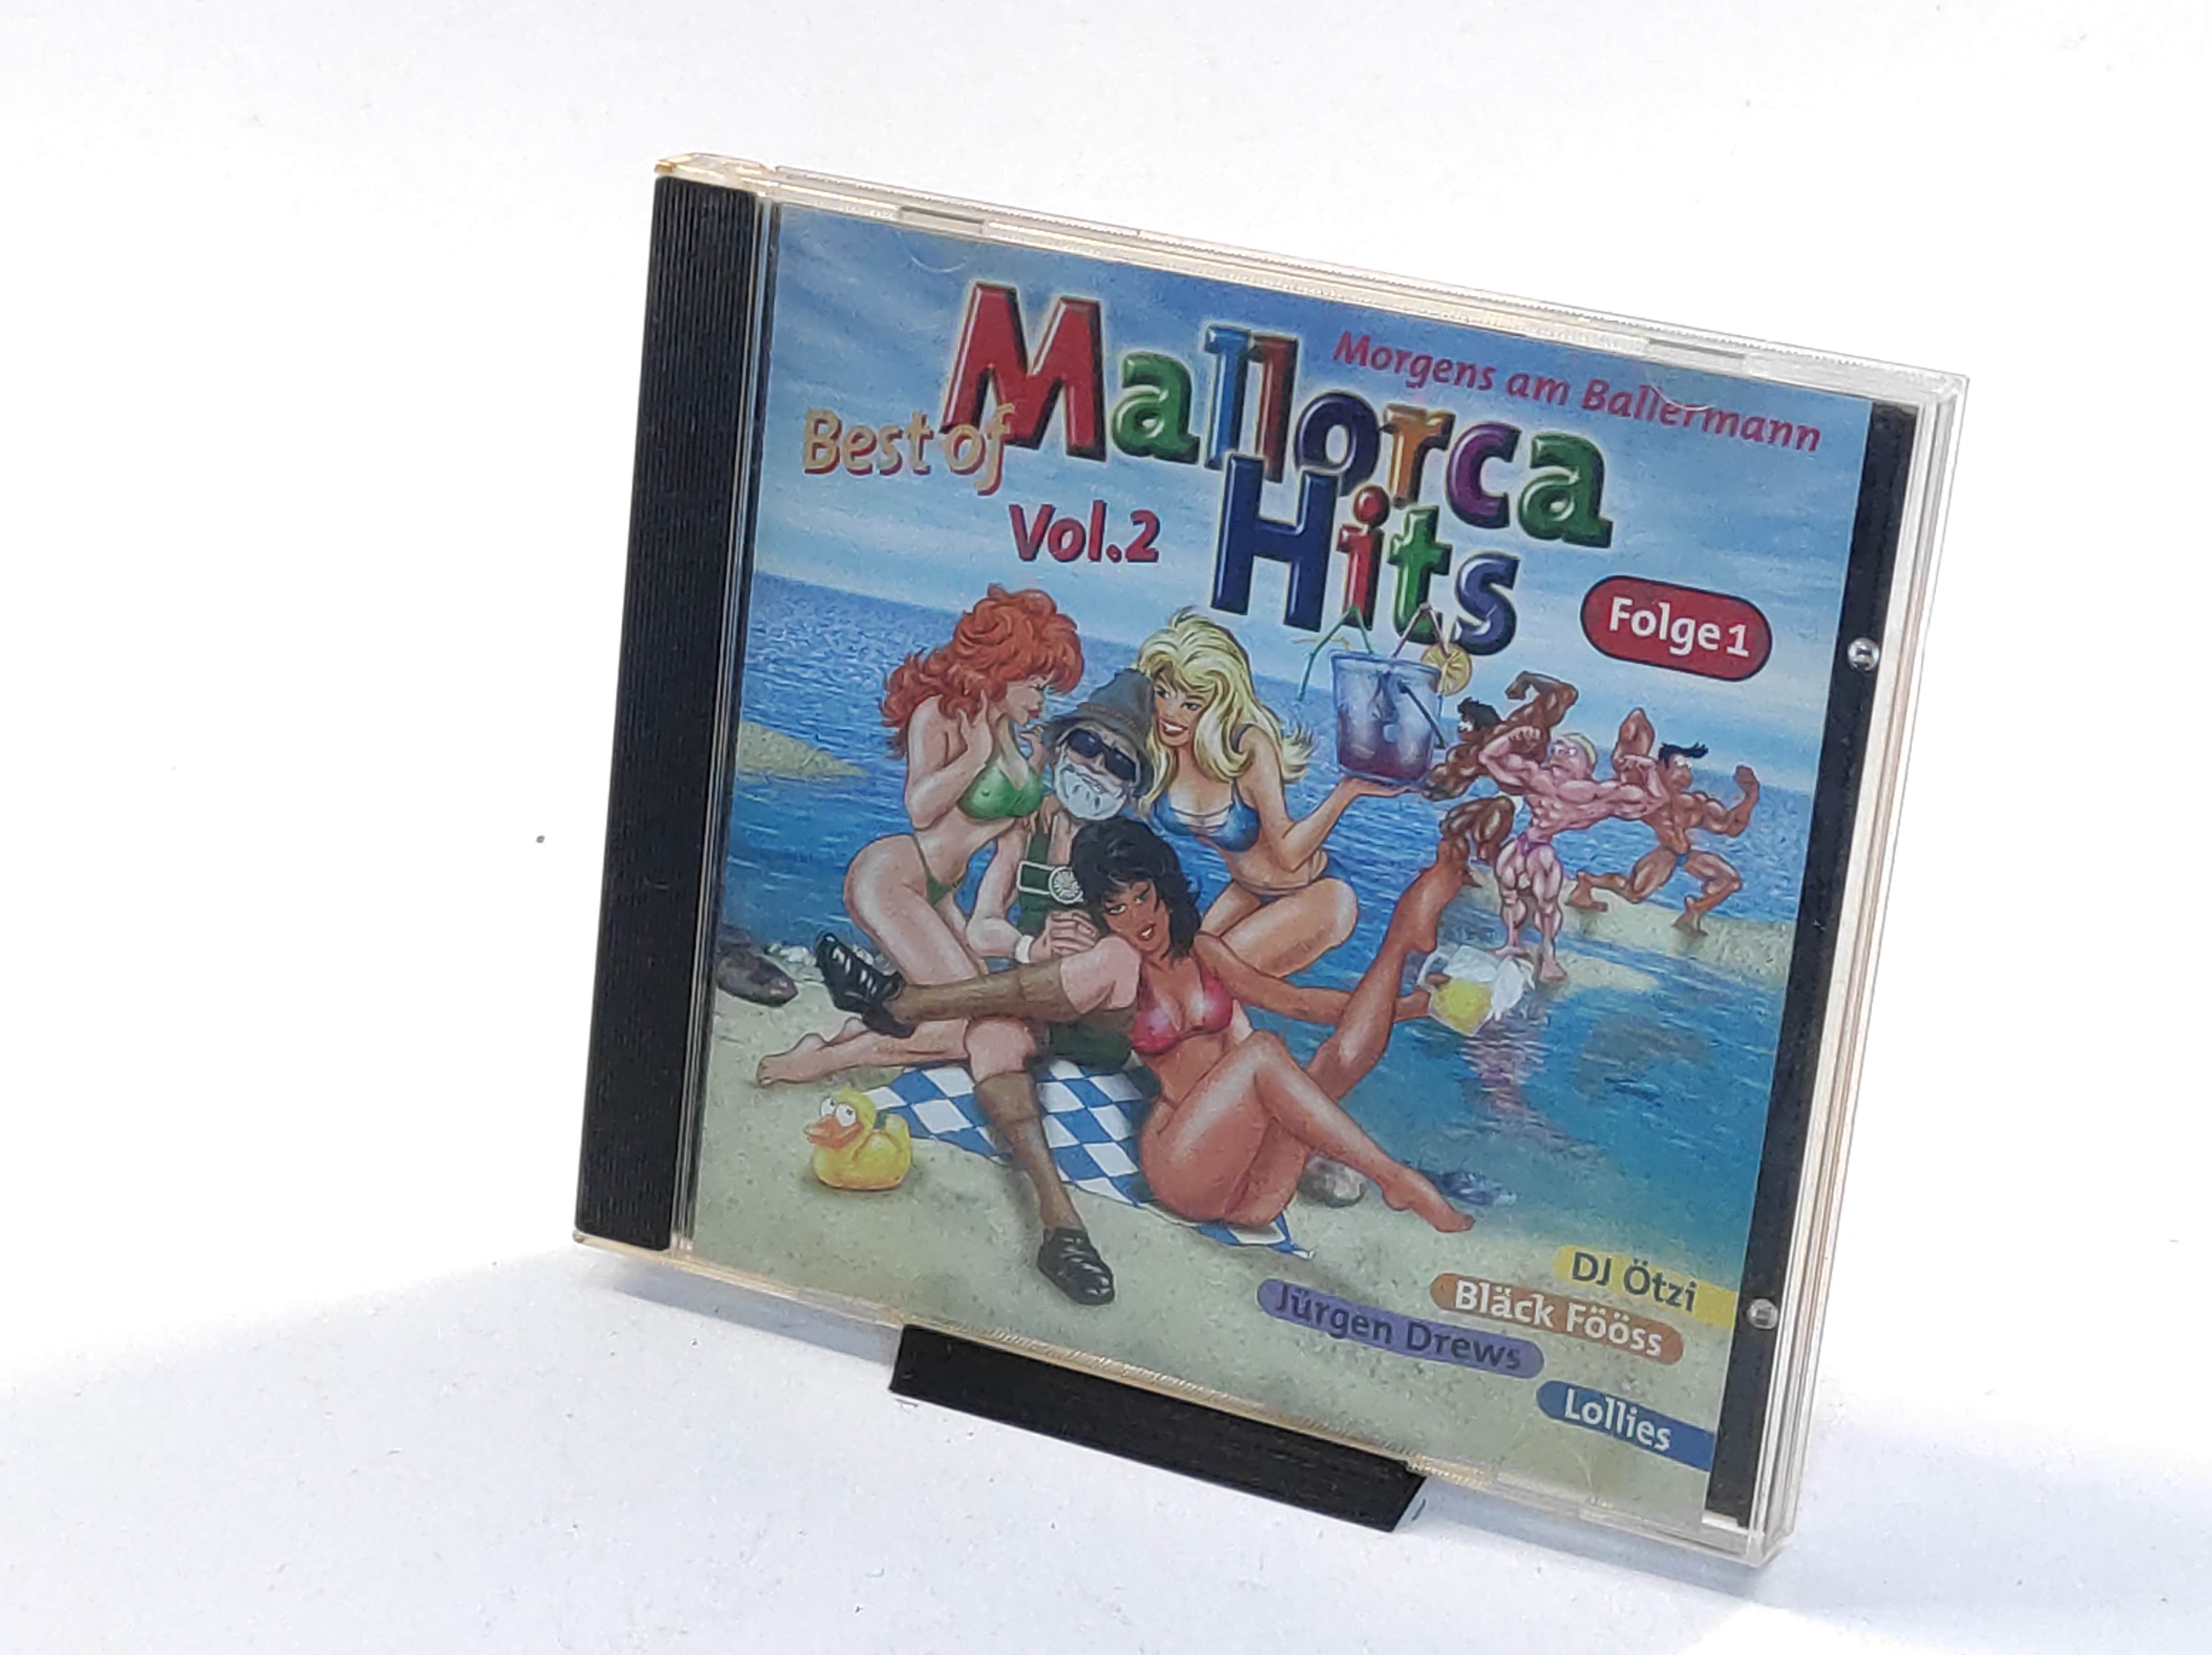 Morgens am Ballermann
Best of Mallorca
Hits
Vol.2
Folge 1
DJ Ötzi
Bläck Fööss
Jürgen Drews
Lollies